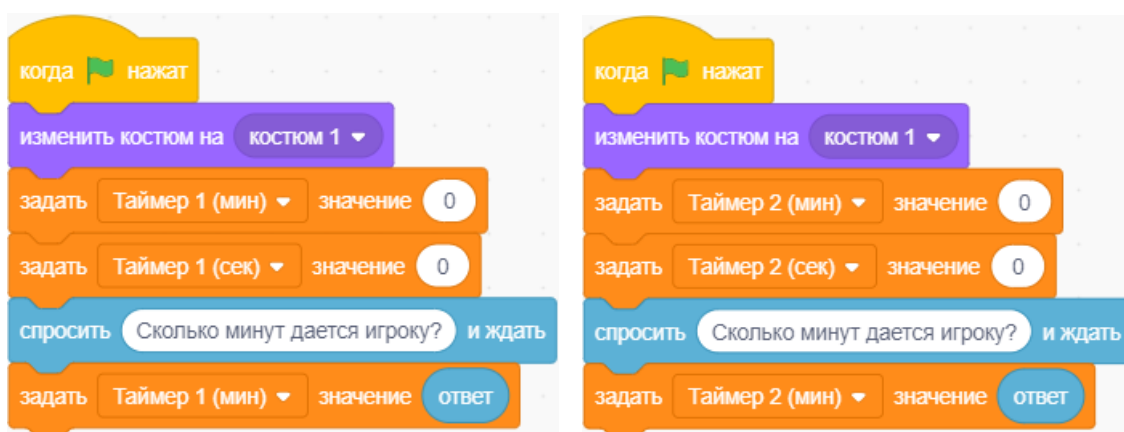 когда нажат
изменить костюм на костюм 1
задать Таймер 1 (мин) значение 0
задать Таймер 1 (сек) значение 0
спросить Сколько минут дается игроку? и ждать
задать Таймер 1 (мин) значение ответ
когда нажат
изменить костюм на костюм 1
задать Таймер 2 (мин) значение 0
задать Таймер 2 (сек) значение 0
спросить Сколько минут дается игроку? и ждать
задать Таймер 2 (мин) значение ответ